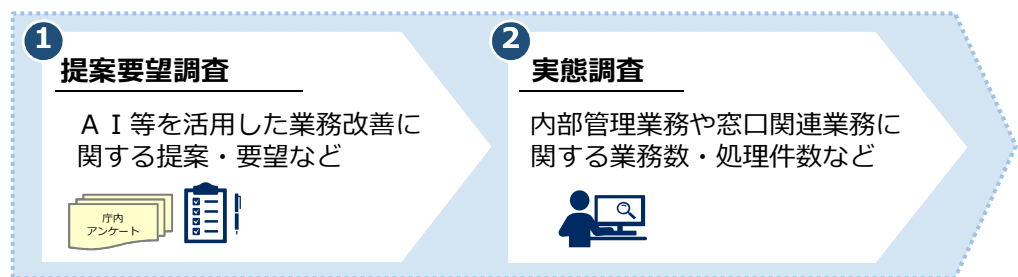 1
提案要望調査
ＡＩ等を活用した業務改善に
関する提案・要望など
庁内
アンケート
2
実態調査
内部管理業務や窓口関連業務に
関する業務数・処理件数など